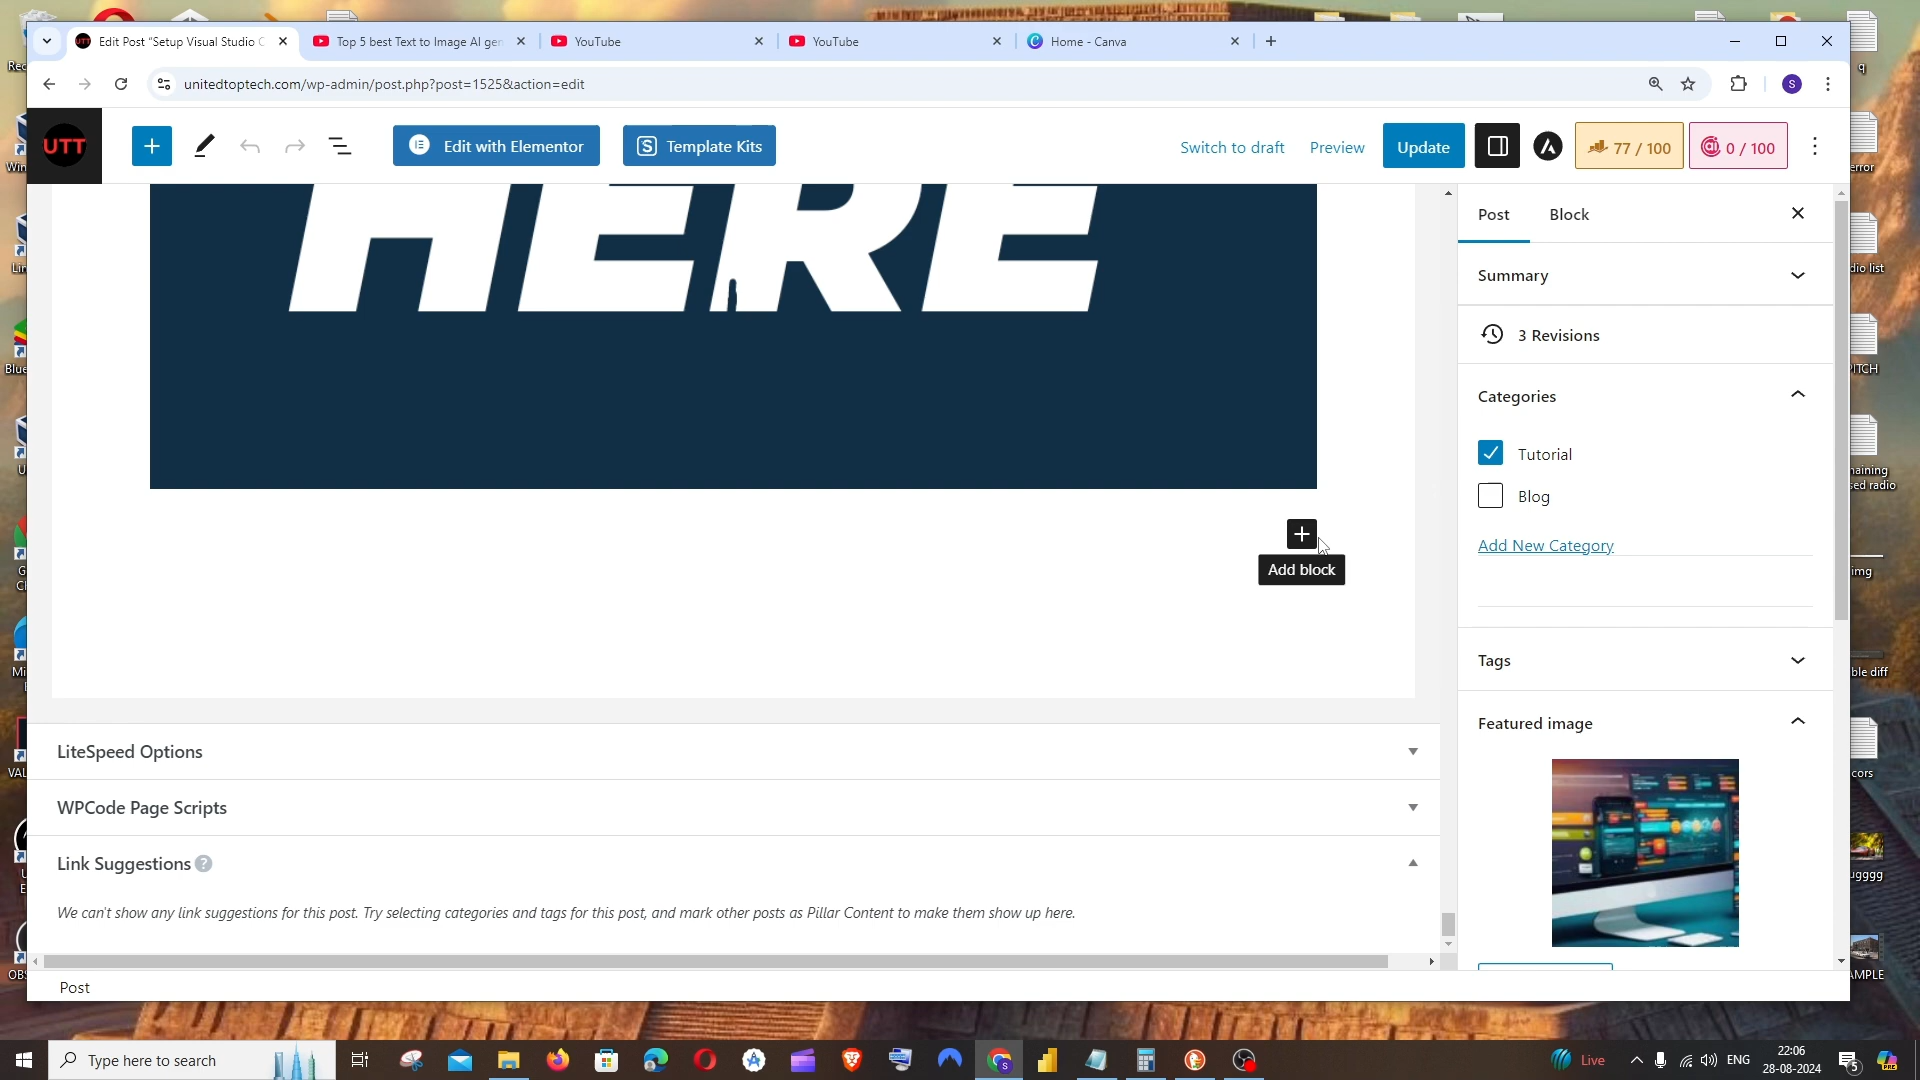 Edit Post "Setup Visual Studio C
Top 5 best Text to Image AI gen
YouTube
YouTube
Home - Canva
unitedtoptech.com/wp-admin/post.php?post=1525&action=edit
UTT
Edit with Elementor
Template Kits
Switch to draft
Preview
Update
77 / 100
0 / 100
HERE
Add block
Post
Block
Summary
3 Revisions
Categories
Tutorial
Blog
Add New Category
Tags
Featured image
LiteSpeed Options
WPCode Page Scripts
Link Suggestions
We can't show any link suggestions for this post. Try selecting categories and tags for this post, and mark other posts as Pillar Content to make them show up here.
Post
Type here to search
Live
ENG
22:06
28-08-2024
5